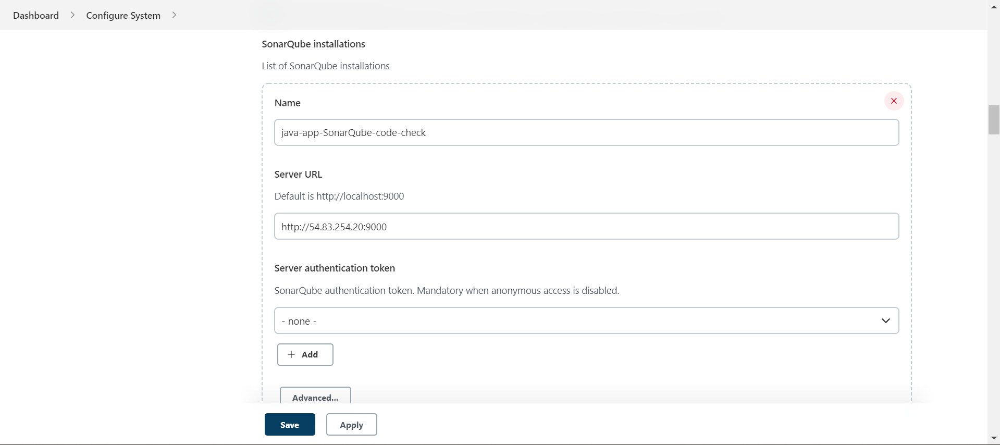 Dashboard > Configure System >
SonarQube installations
List of SonarQube installations
Name
java-app-SonarQube-code-check
Server URL
Default is http://localhost:9000
http://54.83.254.20:9000
Server authentication token
SonarQube authentication token. Mandatory when anonymous access is disabled.
- none -
+ Add
Advanced...
Save Apply